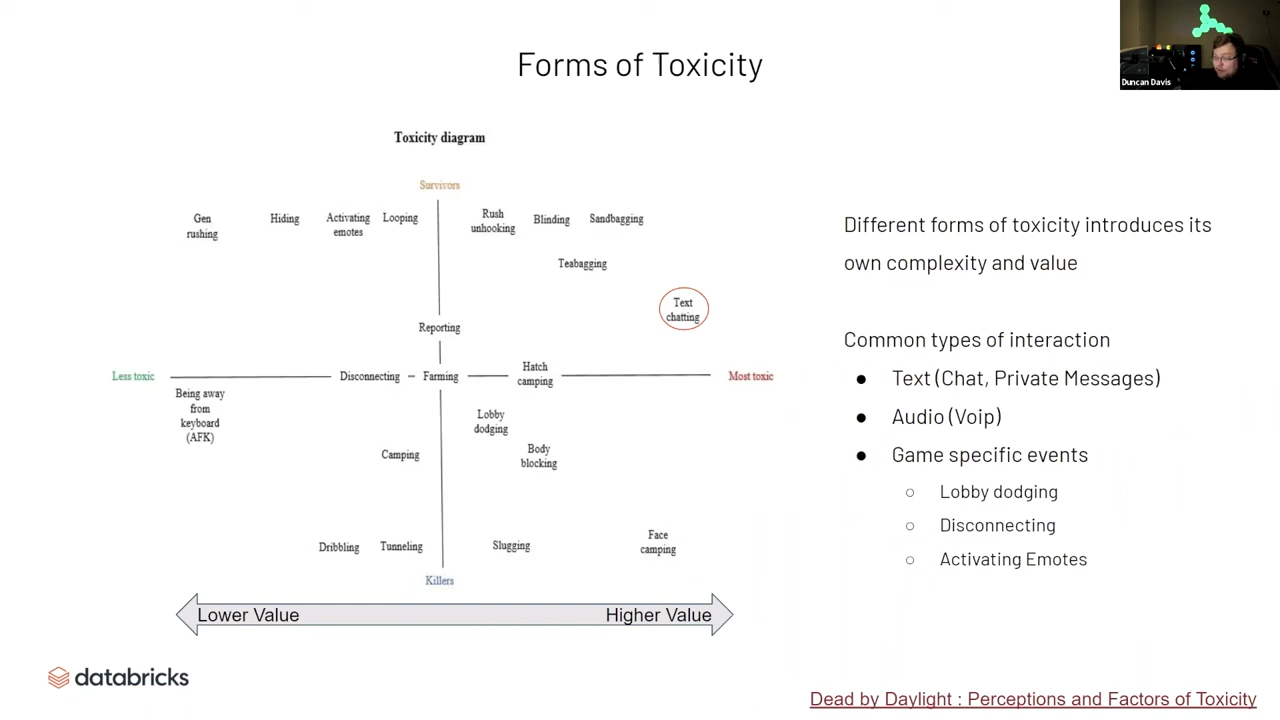 Forms of Toxicity
Duncan Davis
Toxicity diagram
Survivors
Gen
rushing
Hiding
Activating
emotes
Looping
Rush
unhooking
Blinding
Sandbagging
Teabagging
Text
chatting
Reporting
Less toxic
Disconnecting
Farming
Hatch
camping
Most toxic
Being away
from
keyboard
(AFK)
Lobby
dodging
Camping
Body
blocking
Dribbling
Tunneling
Slugging
Face
camping
Killers
Lower Value
Higher Value
Different forms of toxicity introduces its
own complexity and value
Common types of interaction
● Text (Chat, Private Messages)
● Audio (Voip)
● Game specific events
○ Lobby dodging
○ Disconnecting
○ Activating Emotes
databricks
Dead by Daylight : Perceptions and Factors of Toxicity